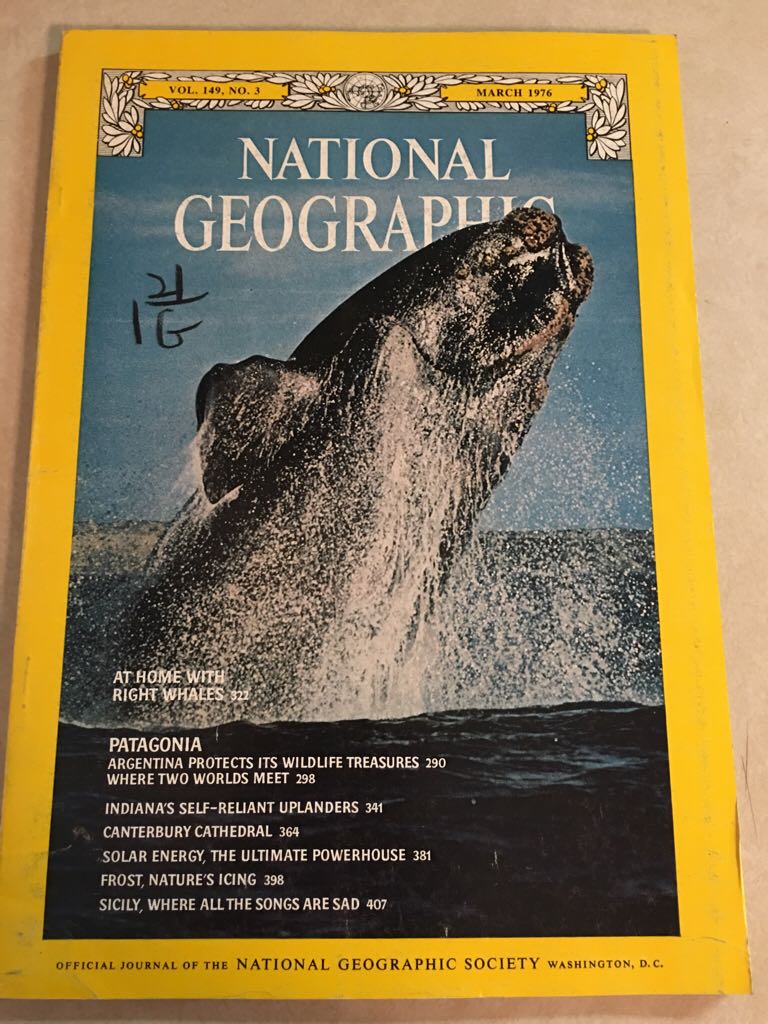 VOL. 149, NO. 3
MARCH 1976
NATIONAL
GEOGRAPHIC
AT HOME WITH
RIGHT WHALES 322
PATAGONIA
ARGENTINA PROTECTS ITS WILDLIFE TREASURES 290
WHERE TWO WORLDS MEET 298
INDIANA'S SELF-RELIANT UPLANDERS 341
CANTERBURY CATHEDRAL 364
SOLAR ENERGY, THE ULTIMATE POWERHOUSE 381
FROST, NATURE'S ICING 398
SICILY, WHERE ALL THE SONGS ARE SAD 407
OFFICIAL JOURNAL OF THE NATIONAL GEOGRAPHIC SOCIETY WASHINGTON, D.C.